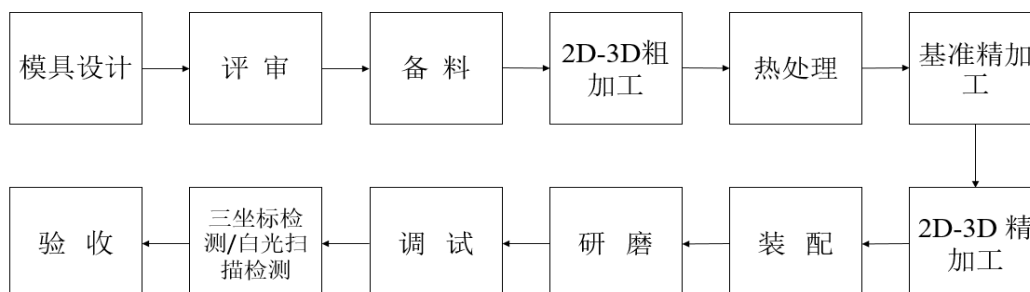 模具设计
评 审
备 料
2D-3D粗
加工
热处理
基准精加
工
2D-3D 精
加工
装 配
研 磨
调 试
三坐标检
测/白光扫
描检测
验 收